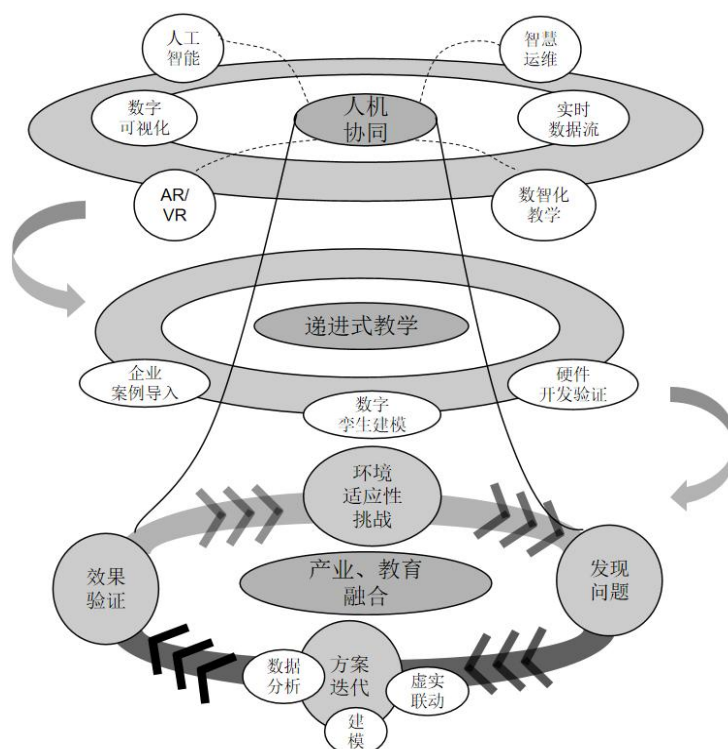 人工
智能
智慧
运维
数字
可视化
人机
协同
实时
数据流
AR/
VR
数智化
教学
递进式教学
企业
案例导入
数字
孪生建模
硬件
开发验证
环境
适应性
挑战
效果
验证
产业、教育
融合
发现
问题
数据
分析
方案
迭代
虚实
联动
建
模